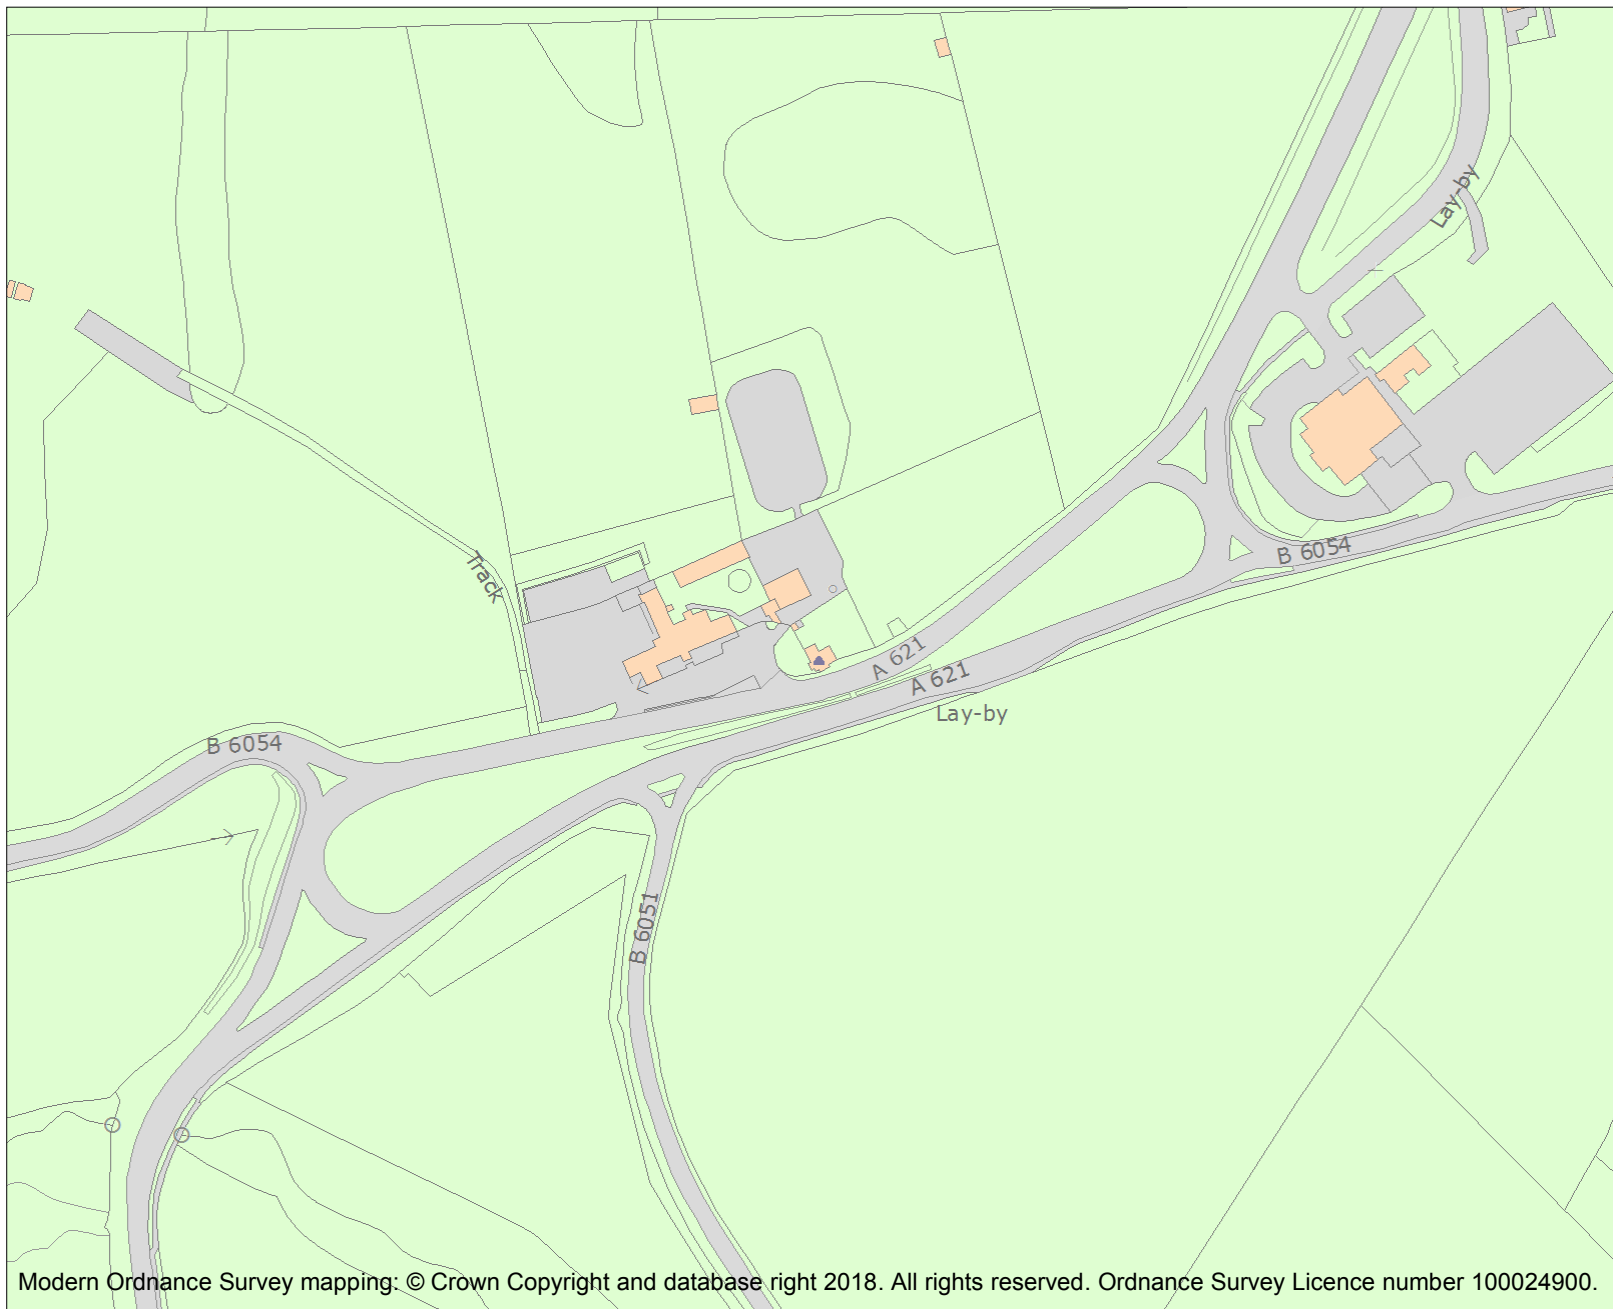 Lay-by
B 6054
Track
A 621
A 621
Lay-by
B 6054
B 6051
Modern Ordnance Survey mapping: © Crown Copyright and database right 2018. All rights reserved. Ordnance Survey Licence number 100024900.